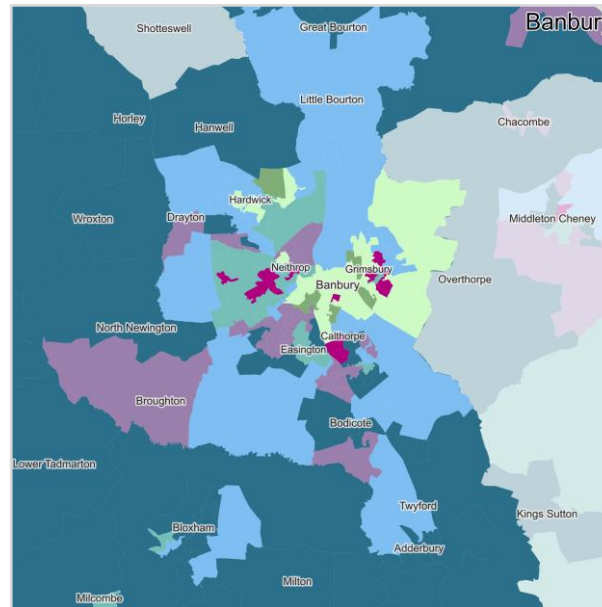 Shotteswell
Great Bourton
Banbur
Little Bourton
Horley
Hanwell
Chacombe
Hardwick
Wroxton
Drayton
Middleton Cheney
Neithrop
Grimsbury
Banbury
Overthorpe
North Newington
Calthorpe
Easington
Broughton
Bodicote
Lower Tadmarton
Twyford
Kings Sutton
Bloxham
Adderbury
Milton
Milcombe